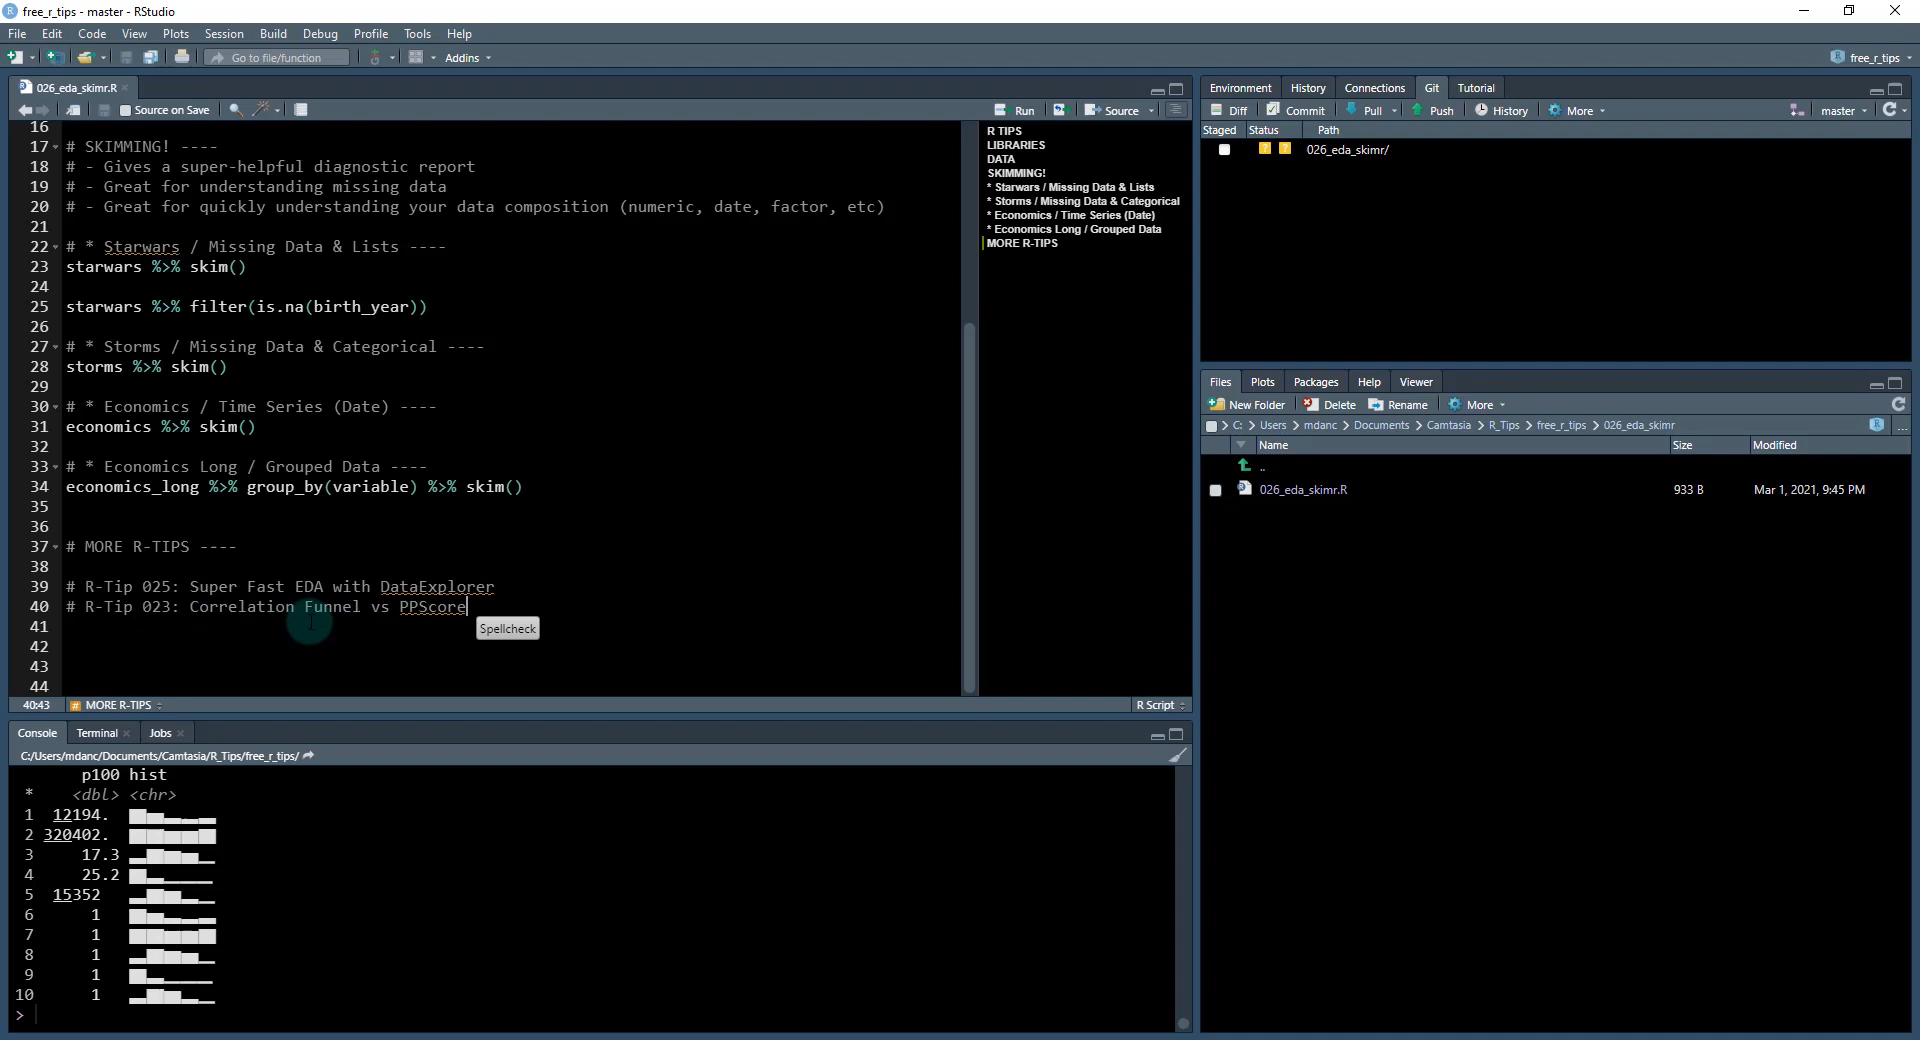 free_r_tips - master - RStudio
File Edit Code View Plots Session Build Debug Profile Tools Help
Go to file/function Addins free_r_tips
026_eda_skimr.R
Source on Save Run Source
16
17 # SKIMMING! ----
18 # - Gives a super-helpful diagnostic report
19 # - Great for understanding missing data
20 # - Great for quickly understanding your data composition (numeric, date, factor, etc)
21
22 # * Starwars / Missing Data & Lists ----
23 starwars %>% skim()
24
25 starwars %>% filter(is.na(birth_year))
26
27 # * Storms / Missing Data & Categorical ----
28 storms %>% skim()
29
30 # * Economics / Time Series (Date) ----
31 economics %>% skim()
32
33 # * Economics Long / Grouped Data ----
34 economics_long %>% group_by(variable) %>% skim()
35
36
37 # MORE R-TIPS ----
38
39 # R-Tip 025: Super Fast EDA with DataExplorer
40 # R-Tip 023: Correlation Funnel vs PPScore
Spellcheck
41
42
43
44
40:43 # MORE R-TIPS R Script
R TIPS
LIBRARIES
DATA
SKIMMING!
* Starwars / Missing Data & Lists
* Storms / Missing Data & Categorical
* Economics / Time Series (Date)
* Economics Long / Grouped Data
MORE R-TIPS
Console Terminal Jobs
C:/Users/mdanc/Documents/Camtasia/R_Tips/free_r_tips/
p100 hist
* <dbl> <chr>
1 12194.
2 320402.
3 17.3
4 25.2
5 15352
6 1
7 1
8 1
9 1
10 1
>
Environment History Connections Git Tutorial
Diff Commit Pull Push History More master
Staged Status Path
? ? 026_eda_skimr/
Files Plots Packages Help Viewer
New Folder Delete Rename More
C: > Users > mdanc > Documents > Camtasia > R_Tips > free_r_tips > 026_eda_skimr ...
Name Size Modified
..
026_eda_skimr.R 933 B Mar 1, 2021, 9:45 PM